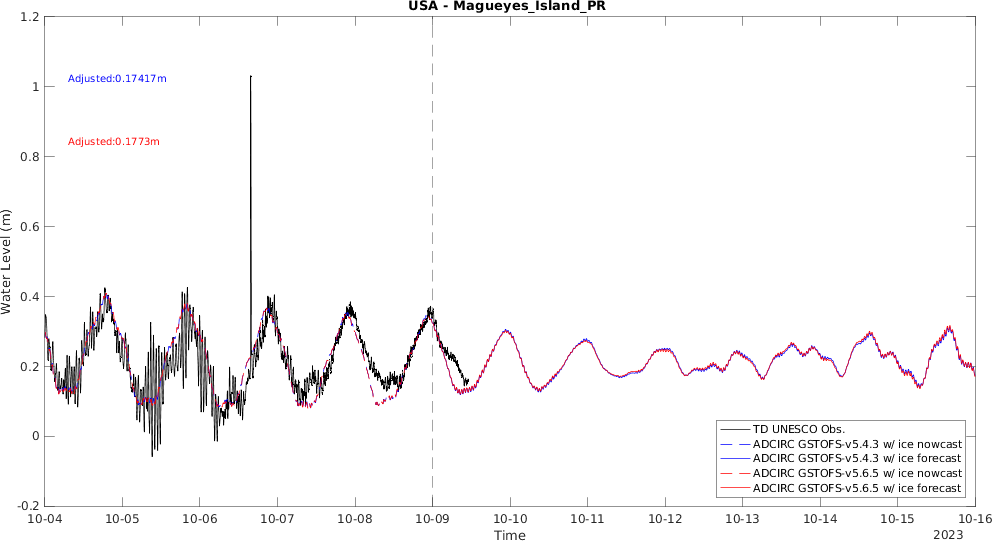 USA - Magueyes_Island_PR
1.2
1
0.8
0.6
0.4
0.2
0
-0.2
Water Level (m)
Adjusted:0.17417m
Adjusted:0.1773m
TD UNESCO Obs.
ADCIRC GSTOFS-v5.4.3 w/ ice nowcast
ADCIRC GSTOFS-v5.4.3 w/ ice forecast
ADCIRC GSTOFS-v5.6.5 w/ ice nowcast
ADCIRC GSTOFS-v5.6.5 w/ ice forecast
10-04 10-05 10-06 10-07 10-08 10-09 10-10 10-11 10-12 10-13 10-14 10-15 10-16
Time
2023